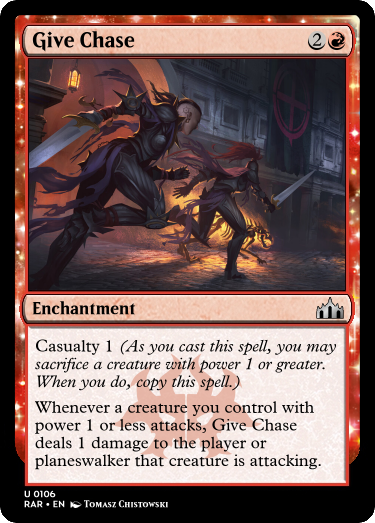 Give Chase 2
Enchantment
Casualty 1 (As you cast this spell, you may
sacrifice a creature with power 1 or greater.
When you do, copy this spell.)
Whenever a creature you control with
power 1 or less attacks, Give Chase
deals 1 damage to the player or
planeswalker that creature is attacking.
U 0106
RAR • EN Tomasz Chistowski